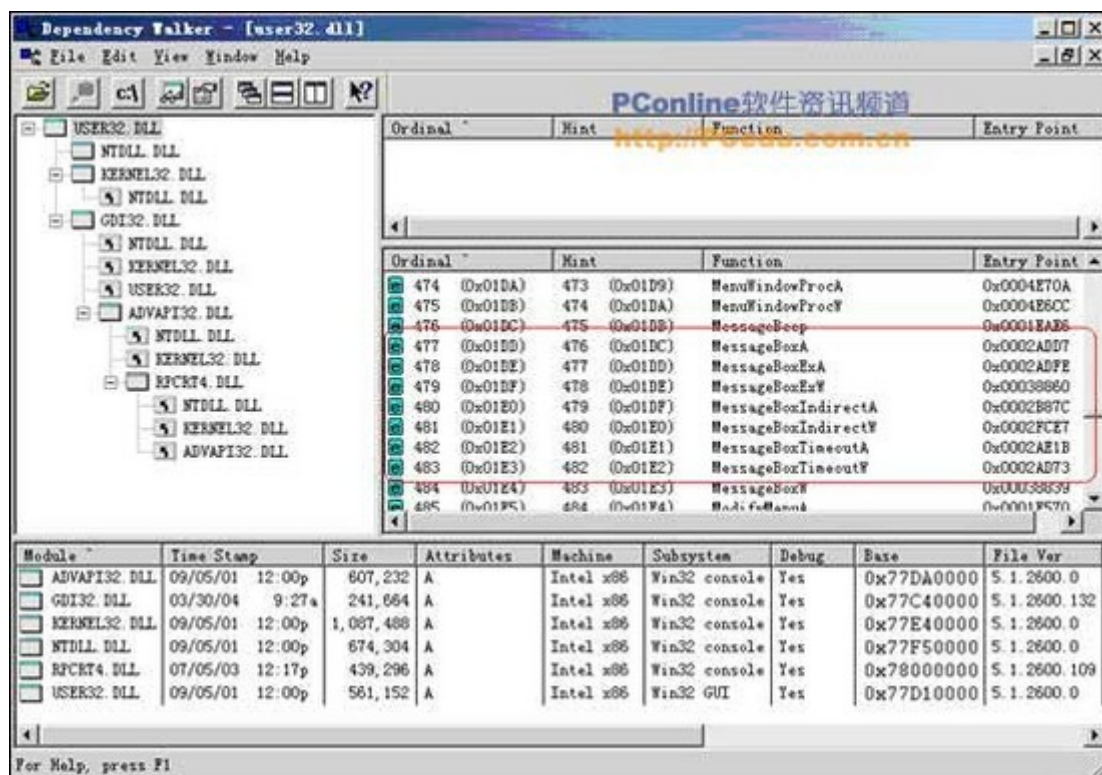 Dependency Walker - [user32.dll]
File Edit View Window Help
c:\
PConline软件资讯频道
USER32.DLL
NTDLL.DLL
KERNEL32.DLL
NTDLL.DLL
GDI32.DLL
NTDLL.DLL
KERNEL32.DLL
USER32.DLL
ADVAPI32.DLL
NTDLL.DLL
KERNEL32.DLL
RPCRT4.DLL
NTDLL.DLL
KERNEL32.DLL
ADVAPI32.DLL
Ordinal Hint Function Entry Point
Ordinal Hint Function Entry Point
474 (0x01DA) 473 (0x01D9) MenuWindowProcA 0x0004E70A
475 (0x01DB) 474 (0x01DA) MenuWindowProcW 0x0004E6CC
476 (0x01DC) 475 (0x01DB) MessageBeep 0x0001EAB6
477 (0x01DD) 476 (0x01DC) MessageBoxA 0x0002ADD7
478 (0x01DE) 477 (0x01DD) MessageBoxExA 0x0002ADFE
479 (0x01DF) 478 (0x01DE) MessageBoxExW 0x00038860
480 (0x01E0) 479 (0x01DF) MessageBoxIndirectA 0x0002B87C
481 (0x01E1) 480 (0x01E0) MessageBoxIndirectW 0x0002FCE7
482 (0x01E2) 481 (0x01E1) MessageBoxTimeoutA 0x0002AE1B
483 (0x01E3) 482 (0x01E2) MessageBoxTimeoutW 0x0002AD73
484 (0x01E4) 483 (0x01E3) MessageBoxW 0x00038839
485 (0x01E5) 484 (0x01E4) ModifyMenuA
Module Time Stamp Size Attributes Machine Subsystem Debug Base File Ver
ADVAPI32.DLL 09/05/01 12:00p 607,232 A Intel x86 Win32 console Yes 0x77DA0000 5.1.2600.0
GDI32.DLL 03/30/04 9:27a 241,664 A Intel x86 Win32 console Yes 0x77C40000 5.1.2600.132
KERNEL32.DLL 09/05/01 12:00p 1,087,488 A Intel x86 Win32 console Yes 0x77E40000 5.1.2600.0
NTDLL.DLL 09/05/01 12:00p 674,304 A Intel x86 Win32 console Yes 0x77F50000 5.1.2600.0
RPCRT4.DLL 07/05/03 12:17p 439,296 A Intel x86 Win32 console Yes 0x78000000 5.1.2600.109
USER32.DLL 09/05/01 12:00p 561,152 A Intel x86 Win32 GUI Yes 0x77D10000 5.1.2600.0
For Help, press F1